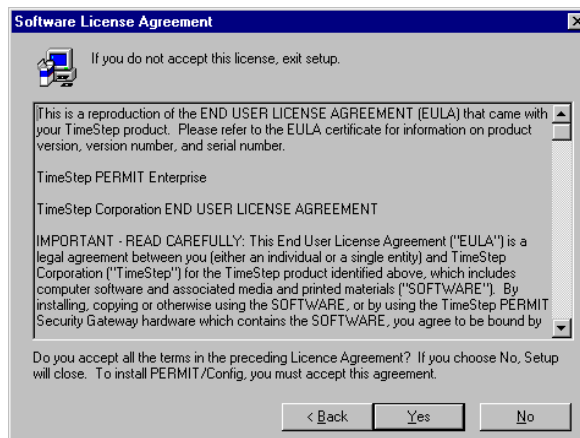 Software License Agreement
If you do not accept this license, exit setup.
This is a reproduction of the END USER LICENSE AGREEMENT (EULA) that came with
your TimeStep product.  Please refer to the EULA certificate for information on product
version, version number, and serial number.
TimeStep PERMIT Enterprise
TimeStep Corporation END USER LICENSE AGREEMENT
IMPORTANT - READ CAREFULLY: This End User License Agreement ("EULA") is a
legal agreement between you (either an individual or a single entity) and TimeStep
Corporation ("TimeStep") for the TimeStep product identified above, which includes
computer software and associated media and printed materials ("SOFTWARE").  By
installing, copying or otherwise using the SOFTWARE, or by using the TimeStep PERMIT
Security Gateway hardware which contains the SOFTWARE, you agree to be bound by
Do you accept all the terms in the preceding Licence Agreement?  If you choose No, Setup
will close.  To install PERMIT/Config, you must accept this agreement.
< Back Yes No